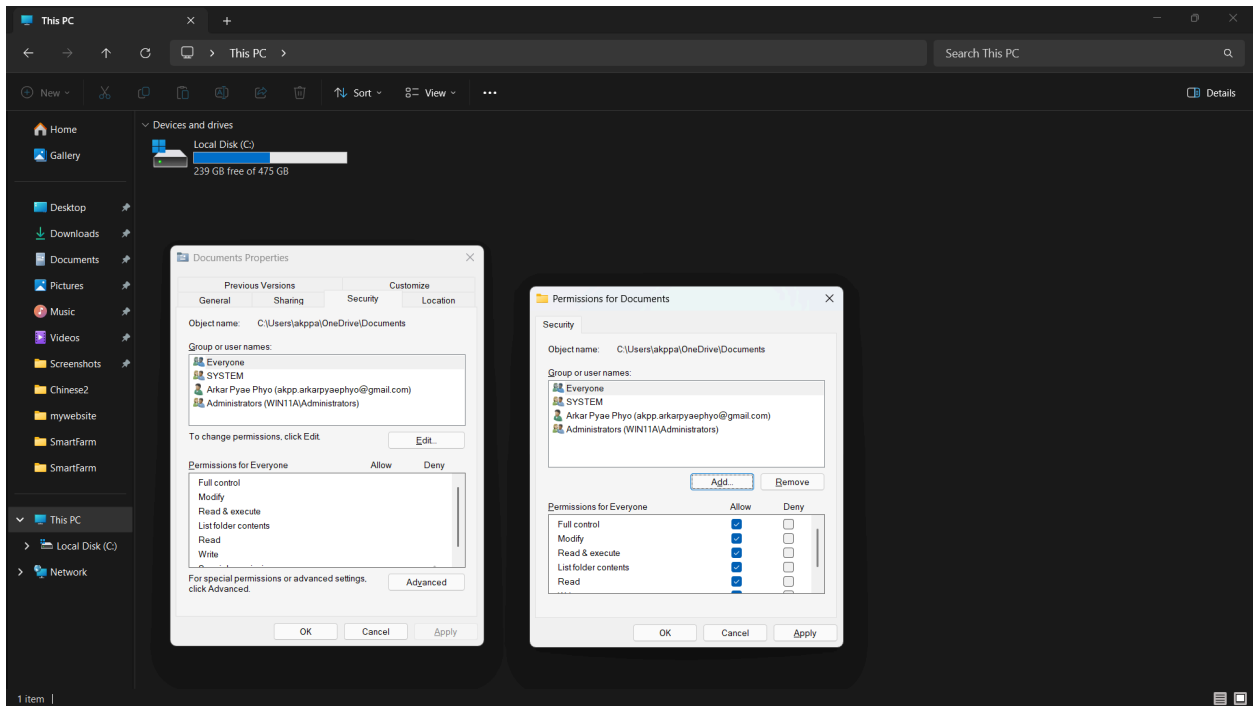 This PC
This PC
Search This PC
New
Sort
View
Details
Home
Gallery
Desktop
Downloads
Documents
Pictures
Music
Videos
Screenshots
Chinese2
mywebsite
SmartFarm
SmartFarm
This PC
Local Disk (C:)
Network
1 item
Devices and drives
Local Disk (C:)
239 GB free of 475 GB
Documents Properties
Previous Versions Customize
General Sharing Security Location
Object name: C:\Users\akppa\OneDrive\Documents
Group or user names:
Everyone
SYSTEM
Arkar Pyae Phyo (akpp.arkarpyaephyo@gmail.com)
Administrators (WIN11A\Administrators)
To change permissions, click Edit. Edit...
Permissions for Everyone Allow Deny
Full control
Modify
Read & execute
List folder contents
Read
Write
For special permissions or advanced settings, click Advanced. Advanced
OK Cancel Apply
Permissions for Documents
Security
Object name: C:\Users\akppa\OneDrive\Documents
Group or user names:
Everyone
SYSTEM
Arkar Pyae Phyo (akpp.arkarpyaephyo@gmail.com)
Administrators (WIN11A\Administrators)
Add... Remove
Permissions for Everyone Allow Deny
Full control
Modify
Read & execute
List folder contents
Read
OK Cancel Apply